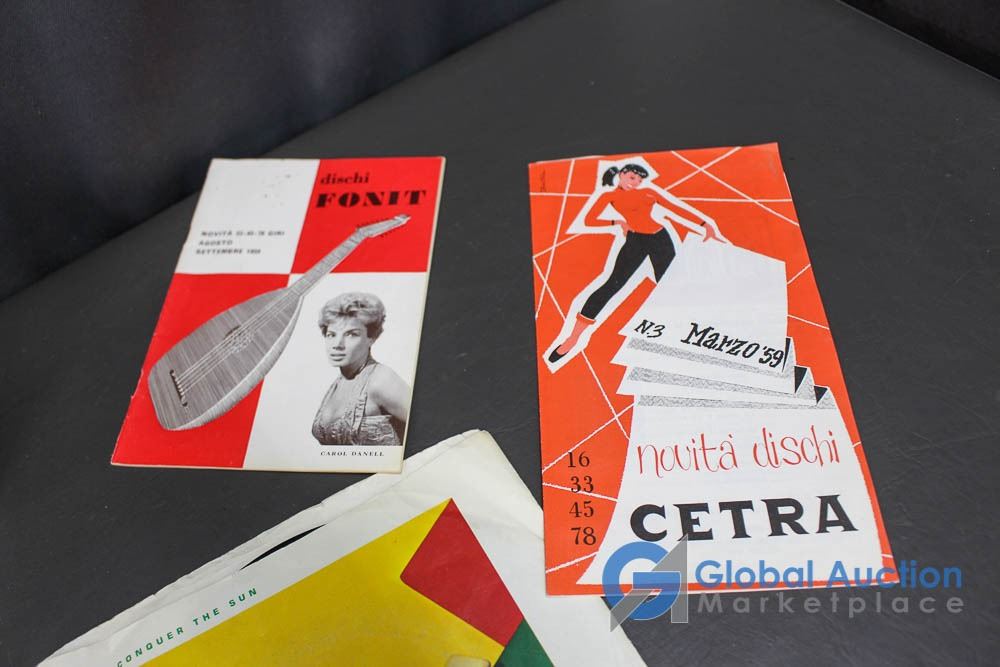 dischi
FONIT
NOVITÀ 33-45-78 GIRI
AGOSTO
SETTEMBRE 1958
CAROL DANELL
N.3 Marzo '59
novità dischi
CETRA
16
33
45
78
CONQUER THE SUN
Global Auction
Marketplace